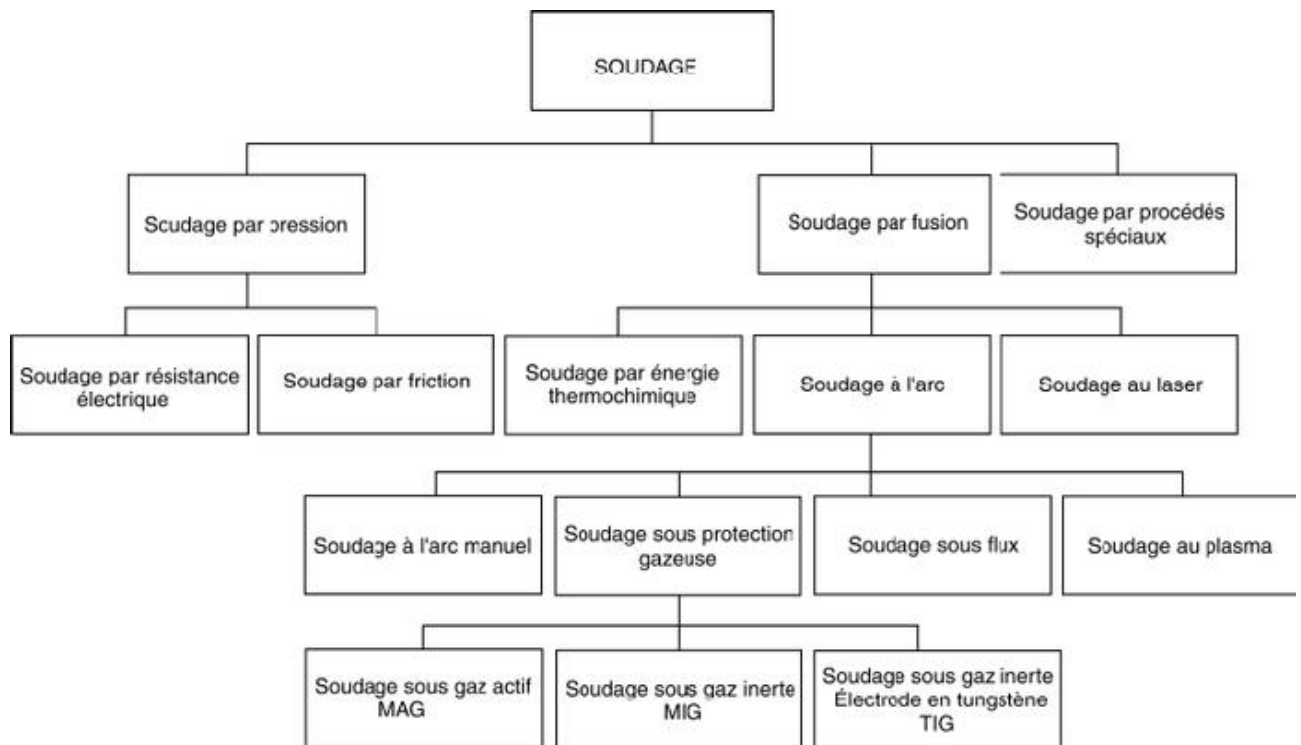 SOUDAGE
Scudage par pression
Soudage par fusion
Soudage par procédés
spéciaux
Soudage par résistance
électrique
Soudage par friction
Soudage par énergie
thermochimique
Soudage à l'arc
Soudage au laser
Soudage à l'arc manuel
Soudage sous protection
gazeuse
Soudage sous flux
Soudage au plasma
Soudage sous gaz actif
MAG
Soudage sous gaz inerte
MIG
Soudage sous gaz inerte
Électrode en tungstène
TIG